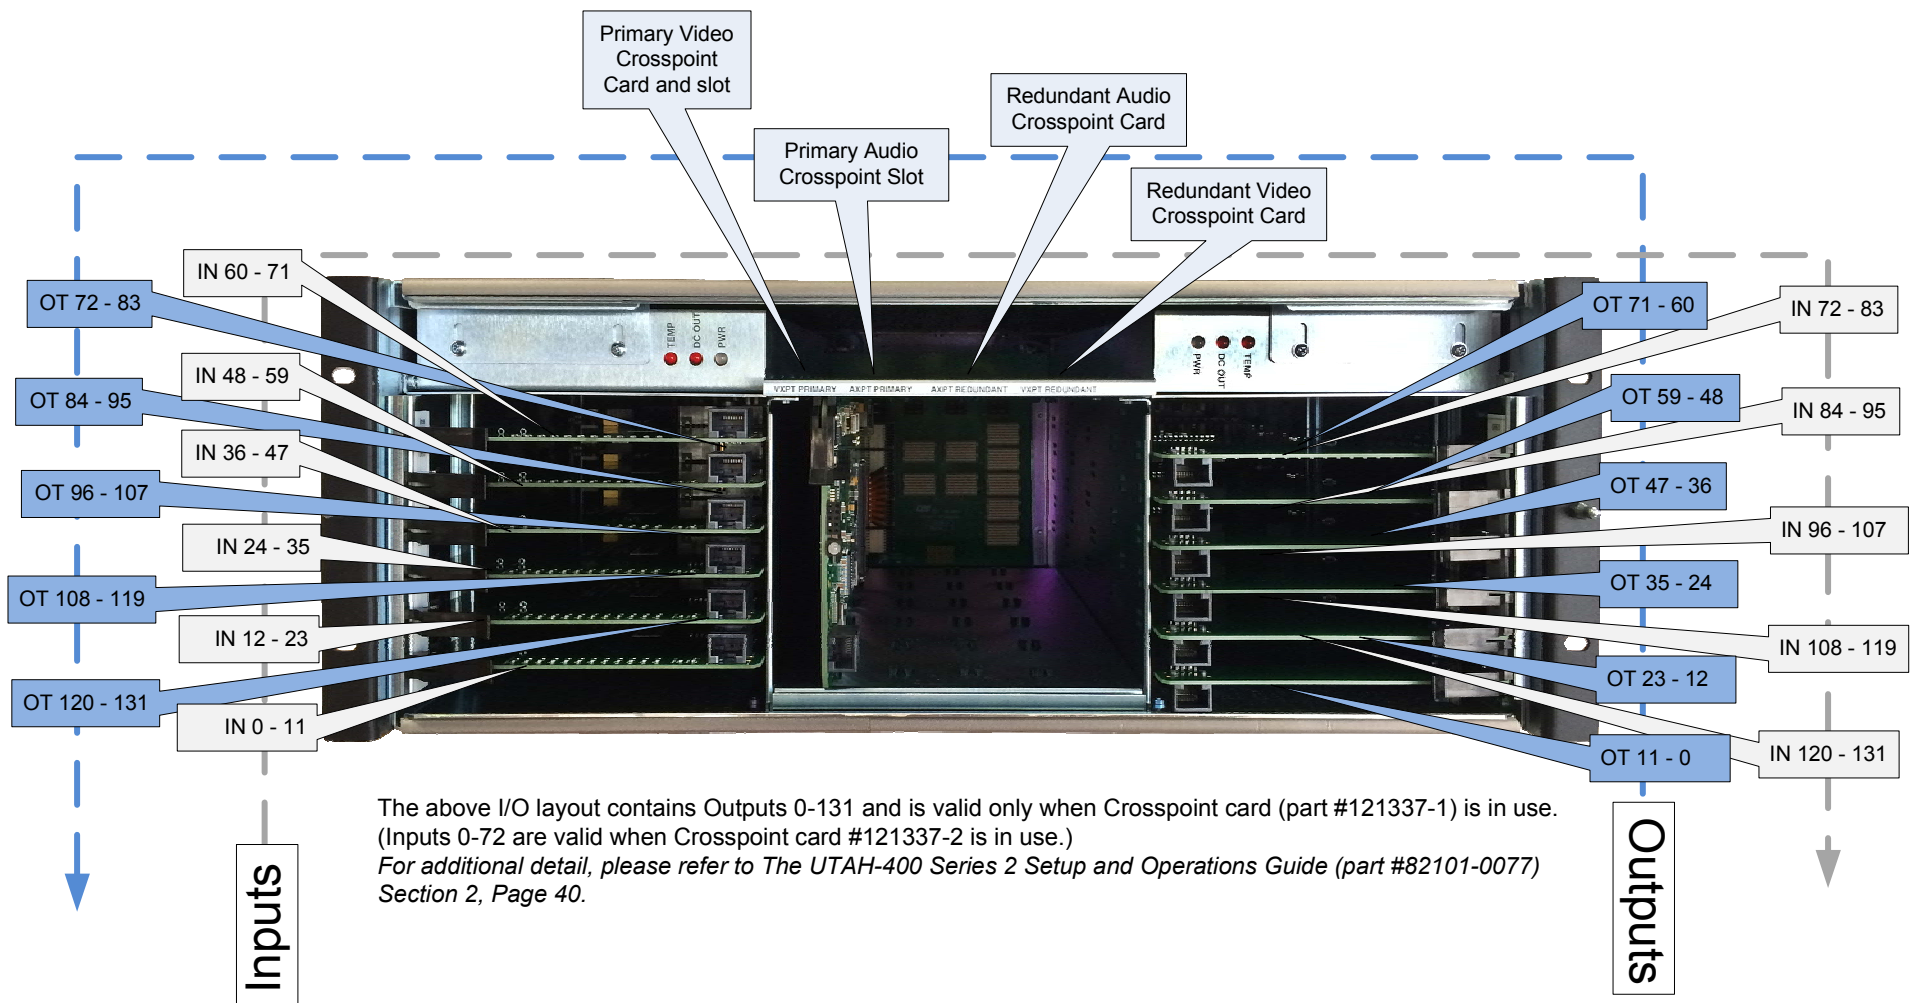 Primary Video
Crosspoint
Card and slot
Redundant Audio
Crosspoint Card
Primary Audio
Crosspoint Slot
Redundant Video
Crosspoint Card
IN 60 - 71
OT 72 - 83
IN 48 - 59
OT 84 - 95
IN 36 - 47
OT 96 - 107
IN 24 - 35
OT 108 - 119
IN 12 - 23
OT 120 - 131
IN 0 - 11
TEMP
DC OUT
PWR
VXPT PRIMARY
AXPT PRIMARY
AXPT REDUNDANT
VXPT REDUNDANT
PWR
DC OUT
TEMP
OT 71 - 60
IN 72 - 83
OT 59 - 48
IN 84 - 95
OT 47 - 36
IN 96 - 107
OT 35 - 24
IN 108 - 119
OT 23 - 12
IN 120 - 131
OT 11 - 0
The above I/O layout contains Outputs 0-131 and is valid only when Crosspoint card (part #121337-1) is in use.
(Inputs 0-72 are valid when Crosspoint card #121337-2 is in use.)
For additional detail, please refer to The UTAH-400 Series 2 Setup and Operations Guide (part #82101-0077)
Section 2, Page 40.
Inputs
Outputs